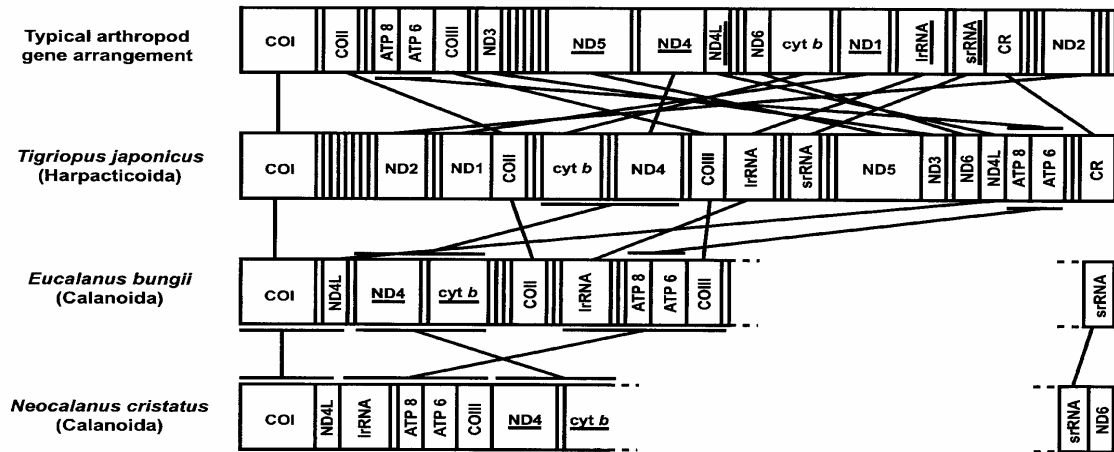 Typical arthropod
gene arrangement
COI COII ATP 8 ATP 6 COIII ND3 ND5 ND4 ND4L ND6 cyt b ND1 lrRNA srRNA CR ND2
Tigriopus japonicus
(Harpacticoida)
COI ND2 ND1 COII cyt b ND4 COIII lrRNA srRNA ND5 ND3 ND6 ND4L ATP 8 ATP 6 CR
Eucalanus bungii
(Calanoida)
COI ND4L ND4 cyt b COII lrRNA ATP 8 ATP 6 COIII srRNA
Neocalanus cristatus
(Calanoida)
COI ND4L lrRNA ATP 8 ATP 6 COIII ND4 cyt b srRNA ND6